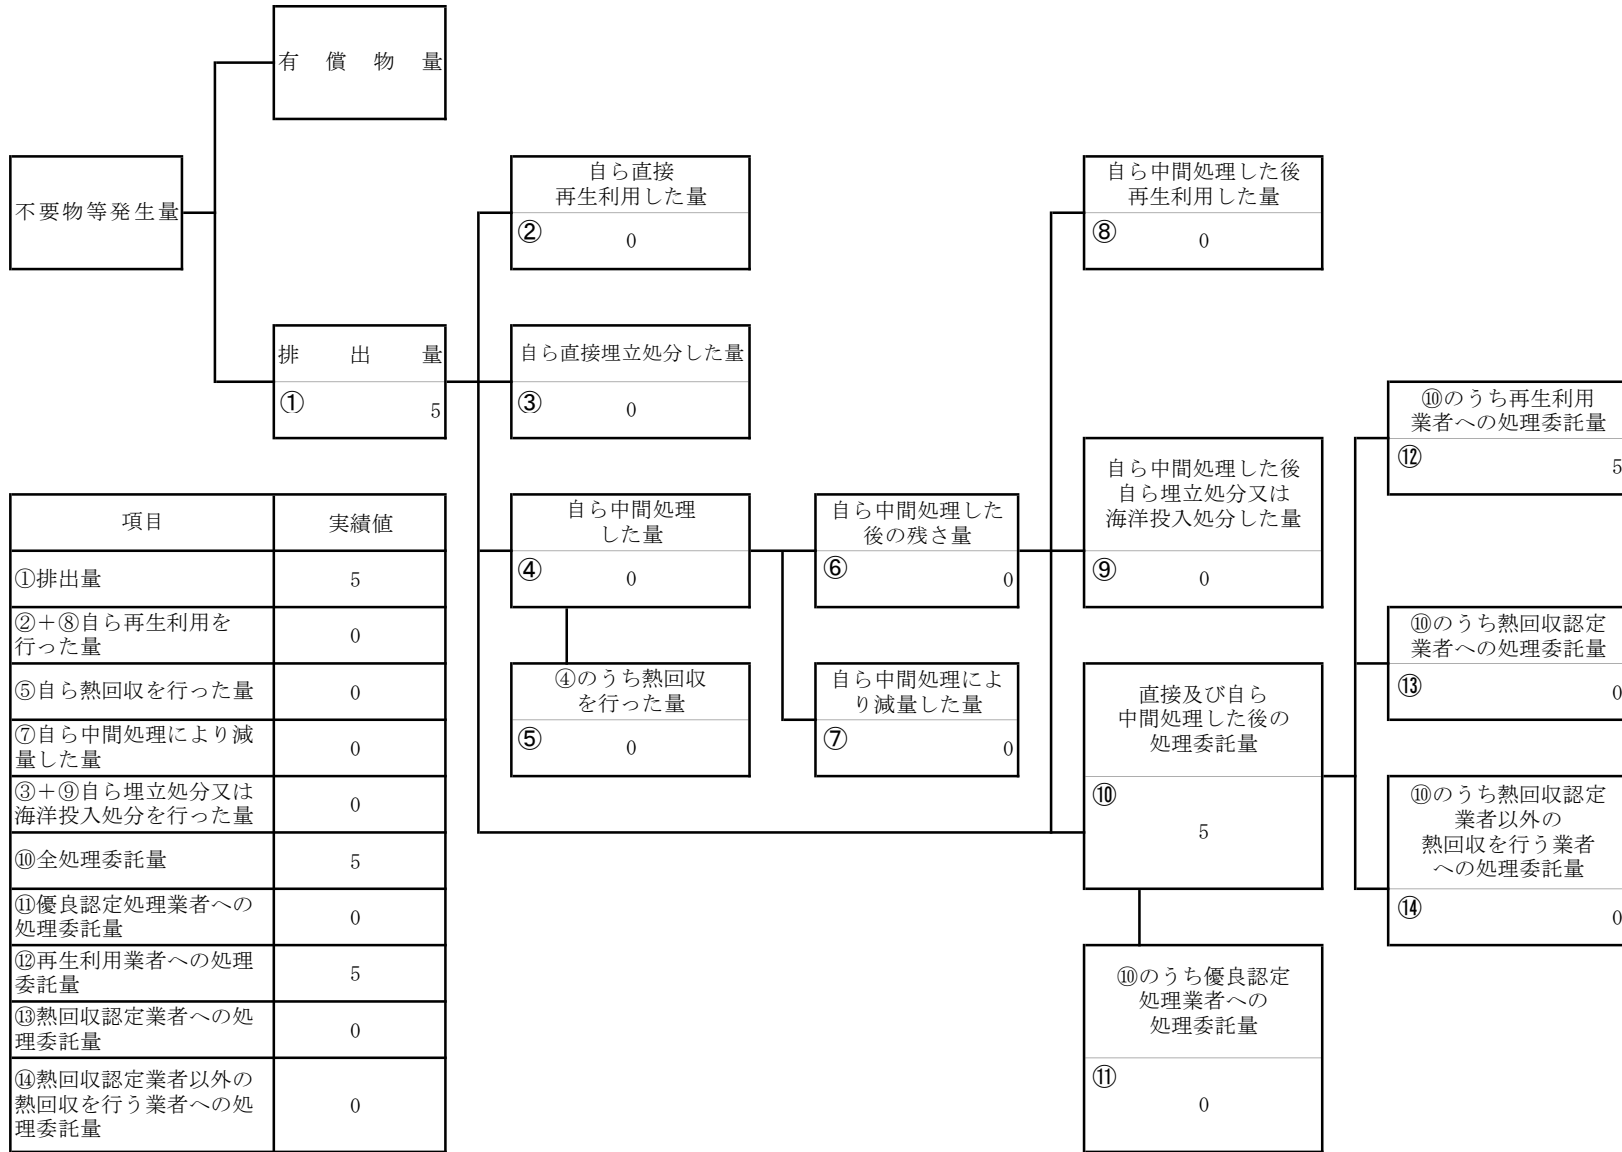 有償物量
不要物等発生量
排出量
① 5
自ら直接
再生利用した量
② 0
自ら直接埋立処分した量
③ 0
自ら中間処理
した量
④ 0
④のうち熱回収
を行った量
⑤ 0
自ら中間処理した
後の残さ量
⑥ 0
自ら中間処理によ
り減量した量
⑦ 0
自ら中間処理した後
再生利用した量
⑧ 0
自ら中間処理した後
自ら埋立処分又は
海洋投入処分した量
⑨ 0
直接及び自ら
中間処理した後の
処理委託量
⑩
5
⑩のうち優良認定
処理業者への
処理委託量
⑪
0
⑩のうち再生利用
業者への処理委託量
⑫ 5
⑩のうち熱回収認定
業者への処理委託量
⑬ 0
⑩のうち熱回収認定
業者以外の
熱回収を行う業者
への処理委託量
⑭ 0
項目 実績値
①排出量 5
②+⑧自ら再生利用を
行った量 0
⑤自ら熱回収を行った量 0
⑦自ら中間処理により減
量した量 0
③+⑨自ら埋立処分又は
海洋投入処分を行った量 0
⑩全処理委託量 5
⑪優良認定処理業者への
処理委託量 0
⑫再生利用業者への処理
委託量 5
⑬熱回収認定業者への処
理委託量 0
⑭熱回収認定業者以外の
熱回収を行う業者への処
理委託量 0